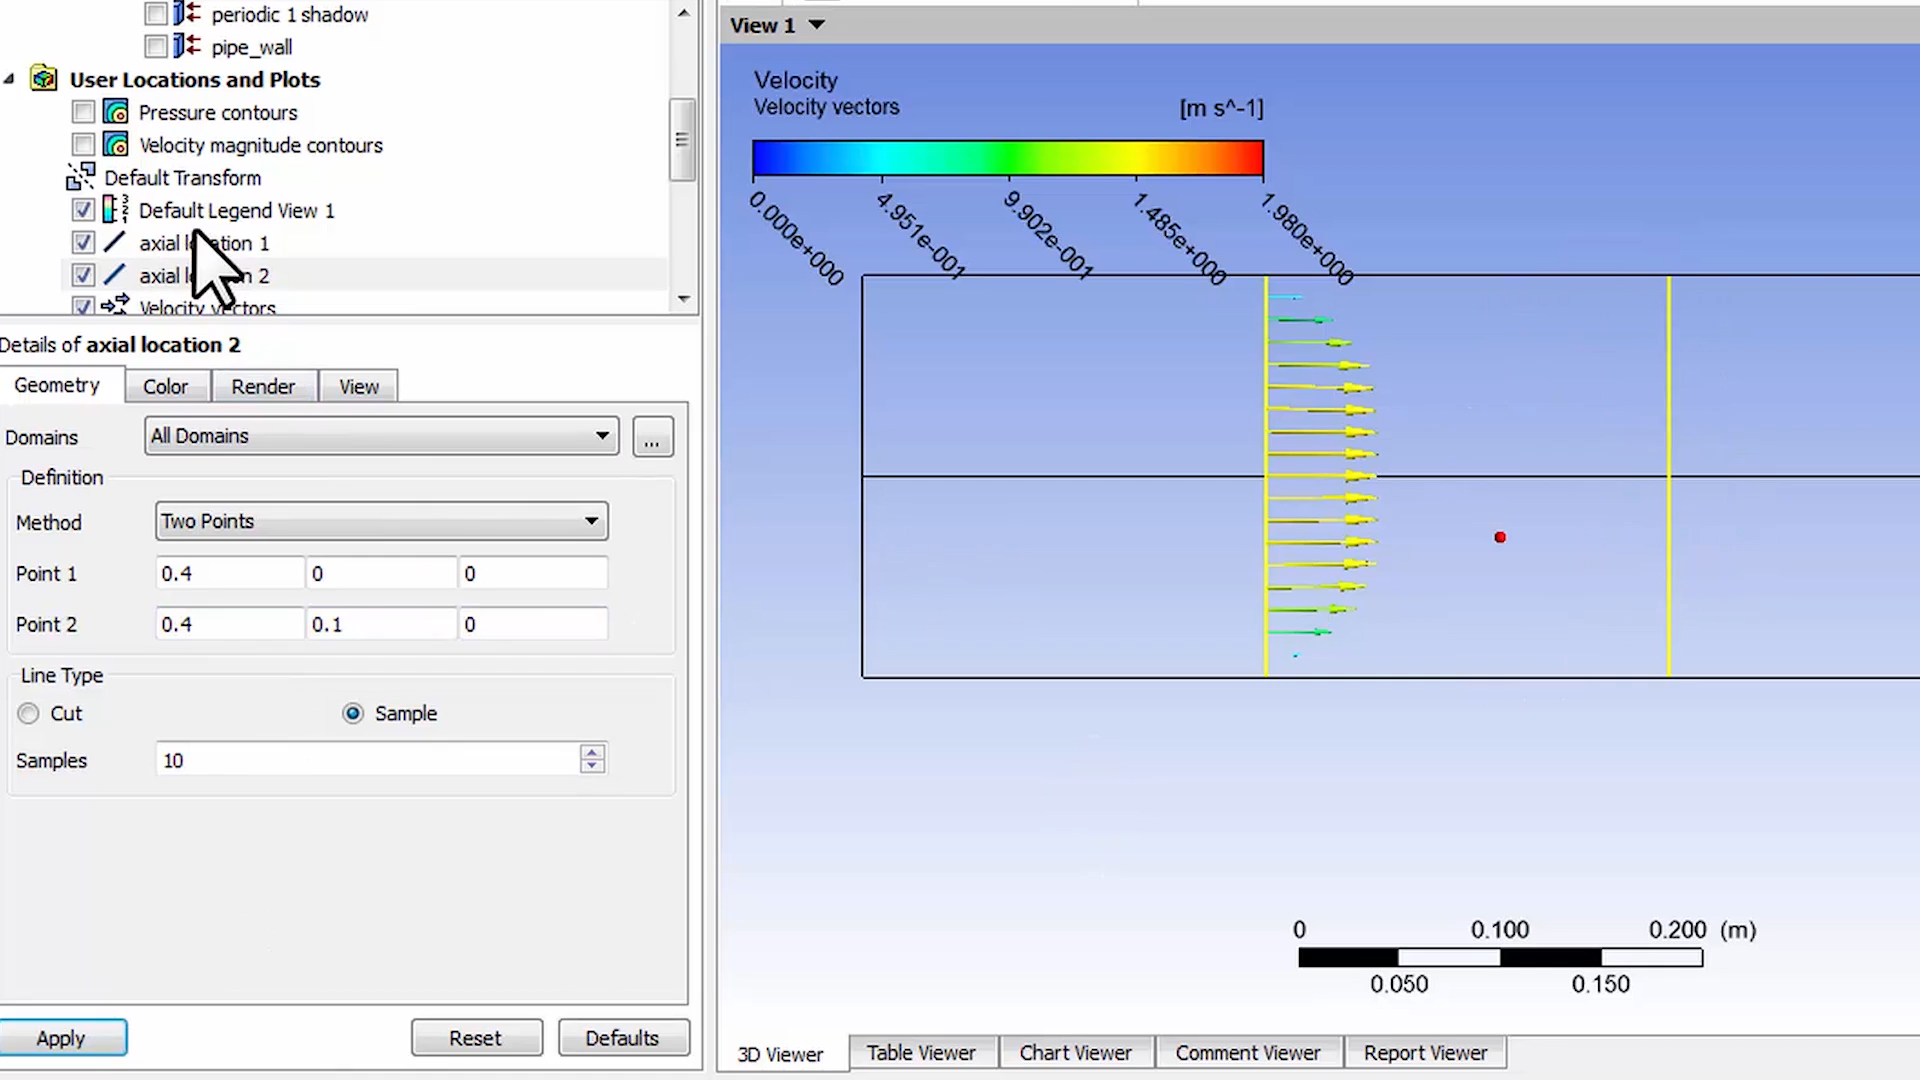 periodic 1 shadow
pipe_wall
User Locations and Plots
Pressure contours
Velocity magnitude contours
Default Transform
Default Legend View 1
axial location 1
axial location 2
Velocity vectors
Details of axial location 2
Geometry Color Render View
Domains All Domains ...
Definition
Method Two Points
Point 1 0.4 0 0
Point 2 0.4 0.1 0
Line Type
Cut Sample
Samples 10
Apply Reset Defaults
View 1
Velocity
Velocity vectors [m s^-1]
0.000e+000 4.951e-001 9.902e-001 1.485e+000 1.980e+000
0 0.100 0.200 (m)
0.050 0.150
3D Viewer Table Viewer Chart Viewer Comment Viewer Report Viewer